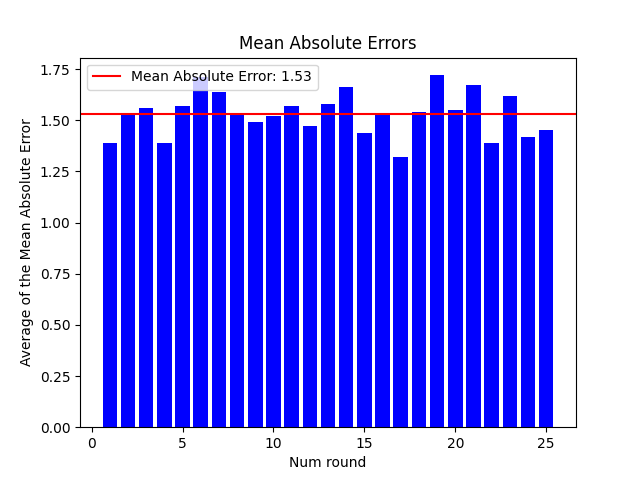 Mean Absolute Errors
Mean Absolute Error: 1.53
1.75
1.50
1.25
1.00
0.75
0.50
0.25
0.00
Average of the Mean Absolute Error
0 5 10 15 20 25
Num round